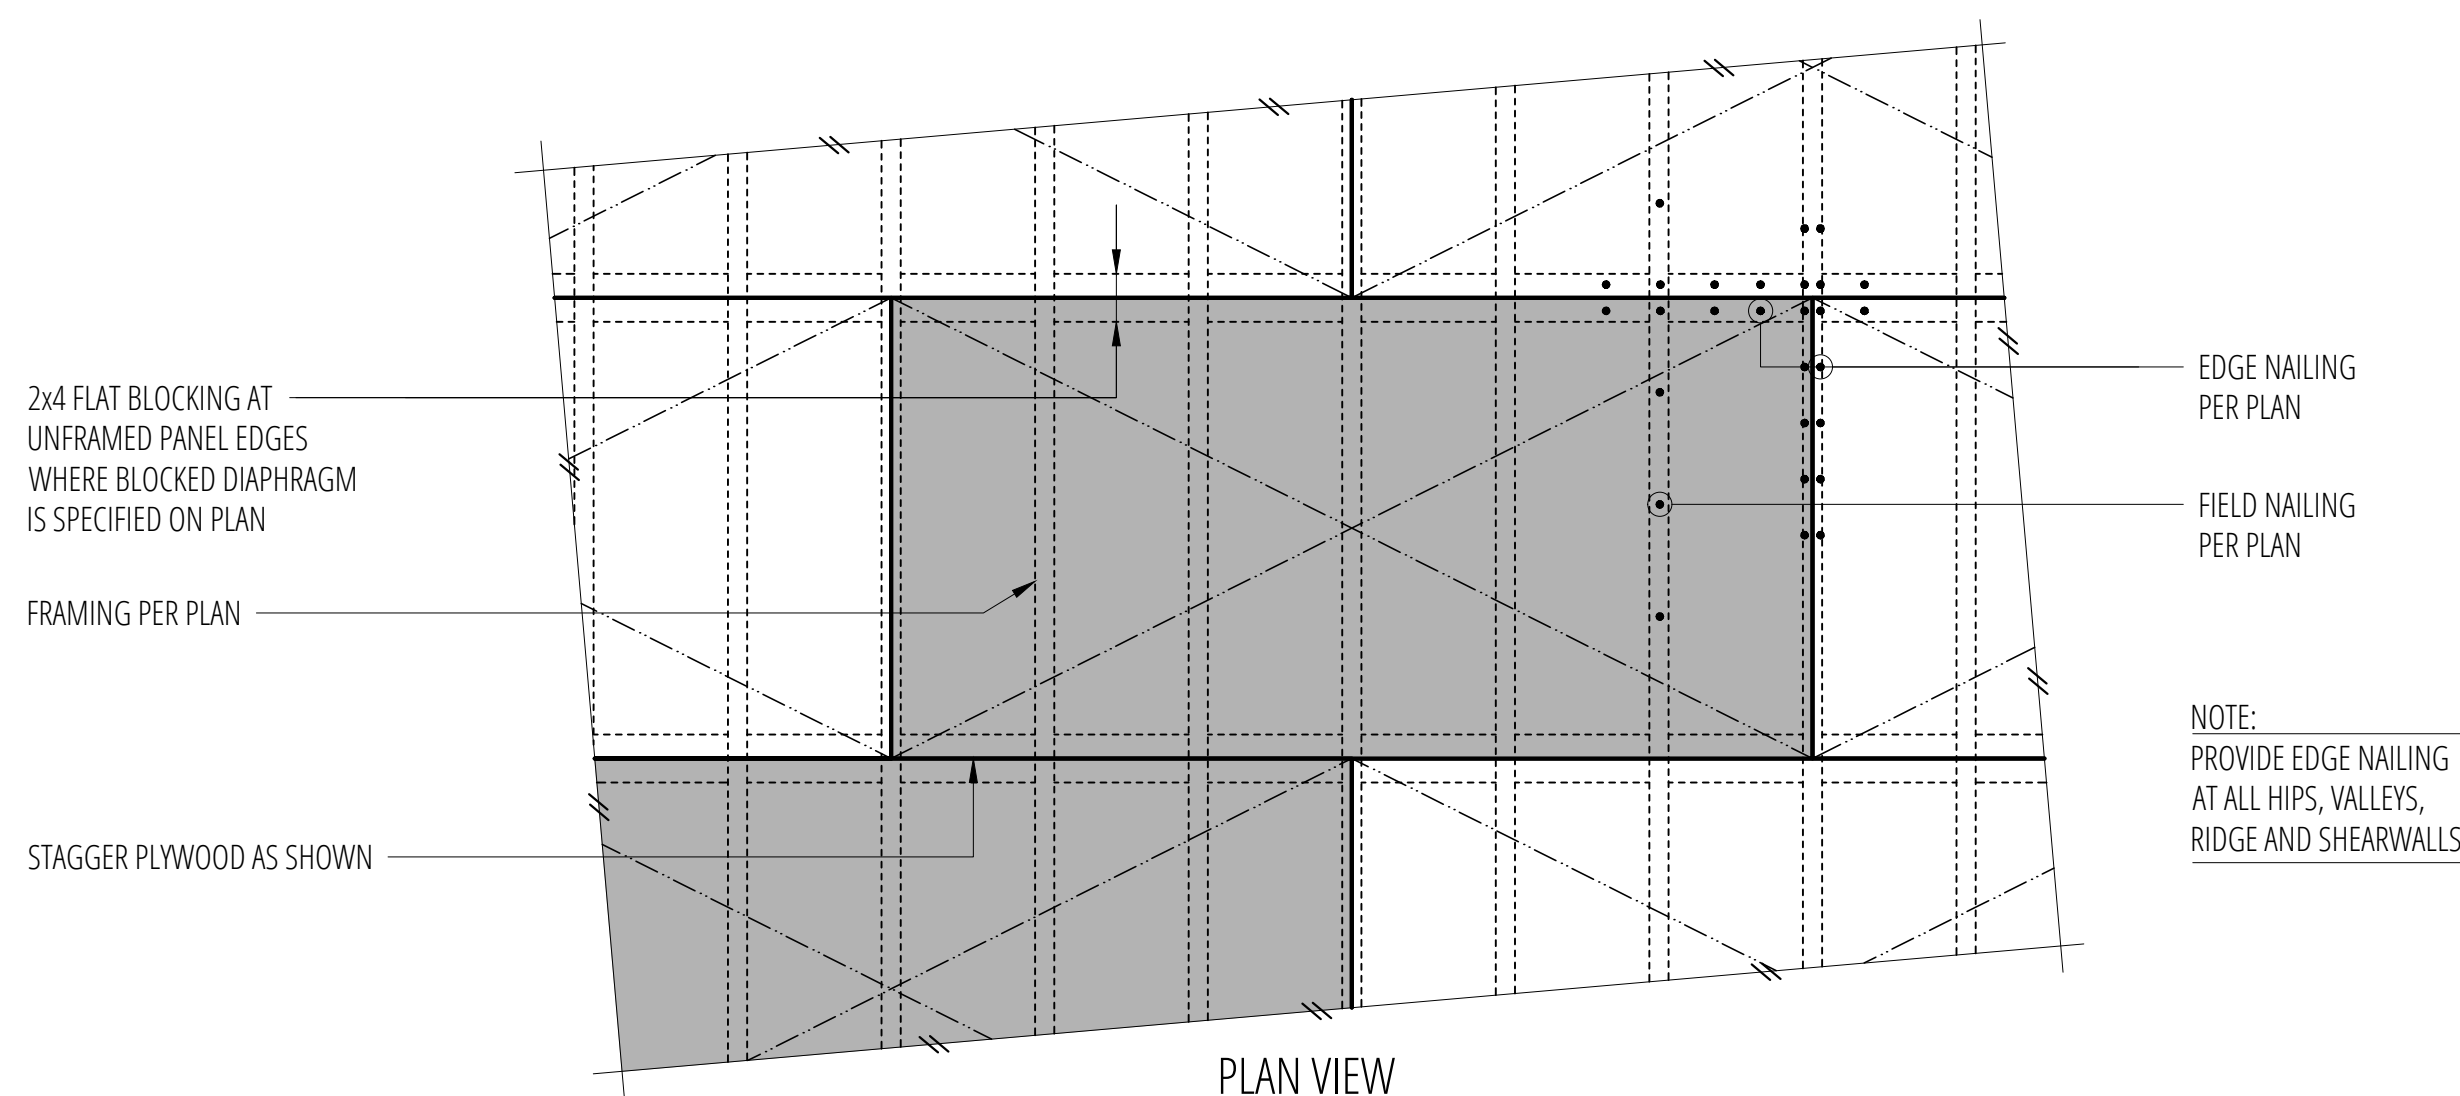 2x4 FLAT BLOCKING AT
UNFRAMED PANEL EDGES
WHERE BLOCKED DIAPHRAGM
IS SPECIFIED ON PLAN
FRAMING PER PLAN
STAGGER PLYWOOD AS SHOWN
EDGE NAILING
PER PLAN
FIELD NAILING
PER PLAN
NOTE:
PROVIDE EDGE NAILING
AT ALL HIPS, VALLEYS,
RIDGE AND SHEARWALLS
PLAN VIEW